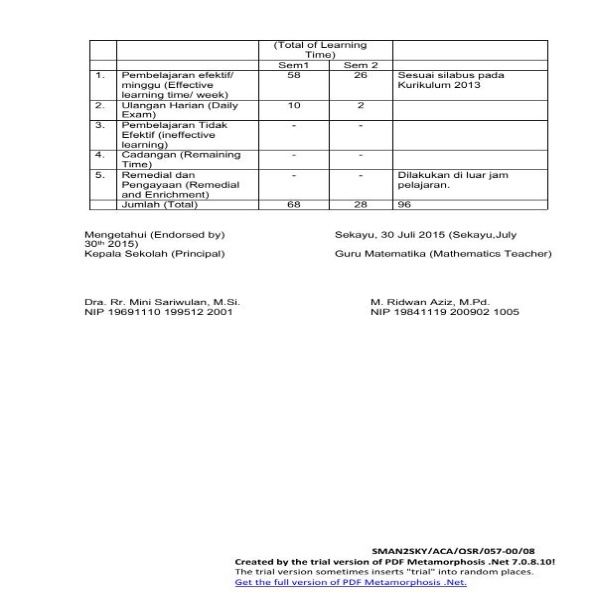 (Total of Learning
Time)
Sem1 Sem 2
1. Pembelajaran efektif/ 58 26 Sesuai silabus pada
minggu (Effective Kurikulum 2013
learning time/ week)
2. Ulangan Harian (Daily 10 2
Exam)
3. Pembelajaran Tidak - -
Efektif (ineffective
learning)
4. Cadangan (Remaining - -
Time)
5. Remedial dan - - Dilakukan di luar jam
Pengayaan (Remedial pelajaran.
and Enrichment)
Jumlah (Total) 68 28 96
Mengetahui (Endorsed by) Sekayu, 30 Juli 2015 (Sekayu,July
30th 2015)
Kepala Sekolah (Principal) Guru Matematika (Mathematics Teacher)
Dra. Rr. Mini Sariwulan, M.Si. M. Ridwan Aziz, M.Pd.
NIP 19691110 199512 2001 NIP 19841119 200902 1005
SMAN2SKY/ACA/QSR/057-00/08
Created by the trial version of PDF Metamorphosis .Net 7.0.8.10!
The trial version sometimes inserts "trial" into random places.
Get the full version of PDF Metamorphosis .Net.